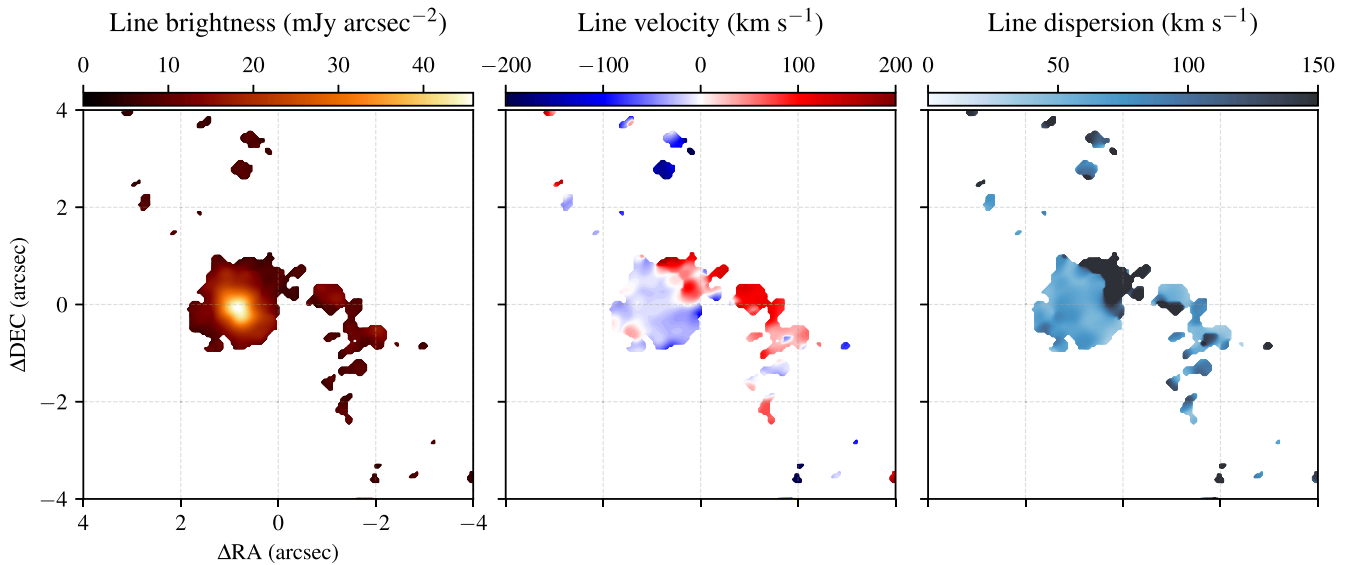 Line brightness (mJy arcsec⁻²) Line velocity (km s⁻¹) Line dispersion (km s⁻¹)
0 10 20 30 40 −200 −100 0 100 200 0 50 100 150
4
2
0
−2
−4
ΔDEC (arcsec)
4 2 0 −2 −4
ΔRA (arcsec)